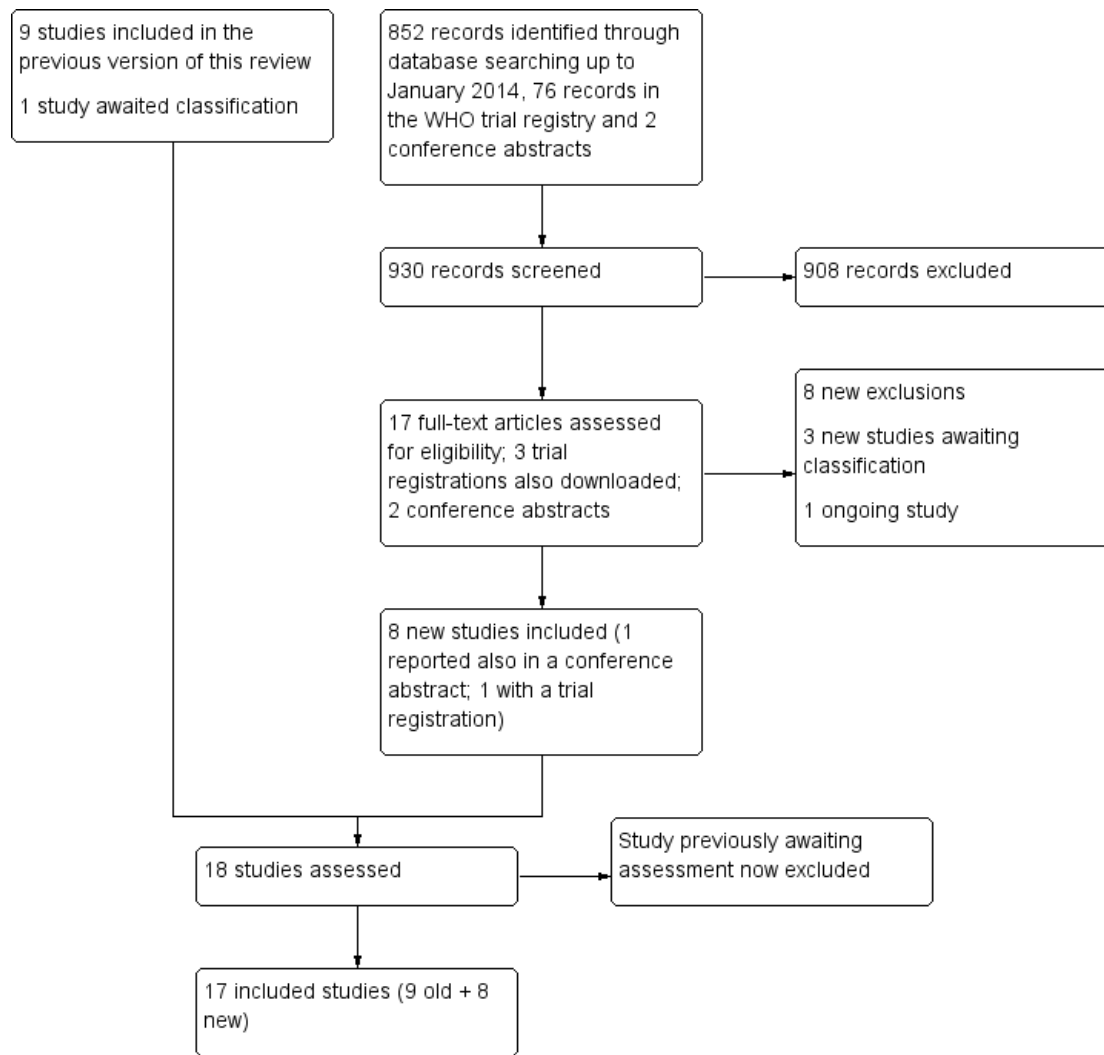 9 studies included in the
previous version of this review
1 study awaited classification
852 records identified through
database searching up to
January 2014, 76 records in
the WHO trial registry and 2
conference abstracts
930 records screened
908 records excluded
17 full-text articles assessed
for eligibility; 3 trial
registrations also downloaded;
2 conference abstracts
8 new exclusions
3 new studies awaiting
classification
1 ongoing study
8 new studies included (1
reported also in a conference
abstract; 1 with a trial
registration)
18 studies assessed
Study previously awaiting
assessment now excluded
17 included studies (9 old + 8
new)